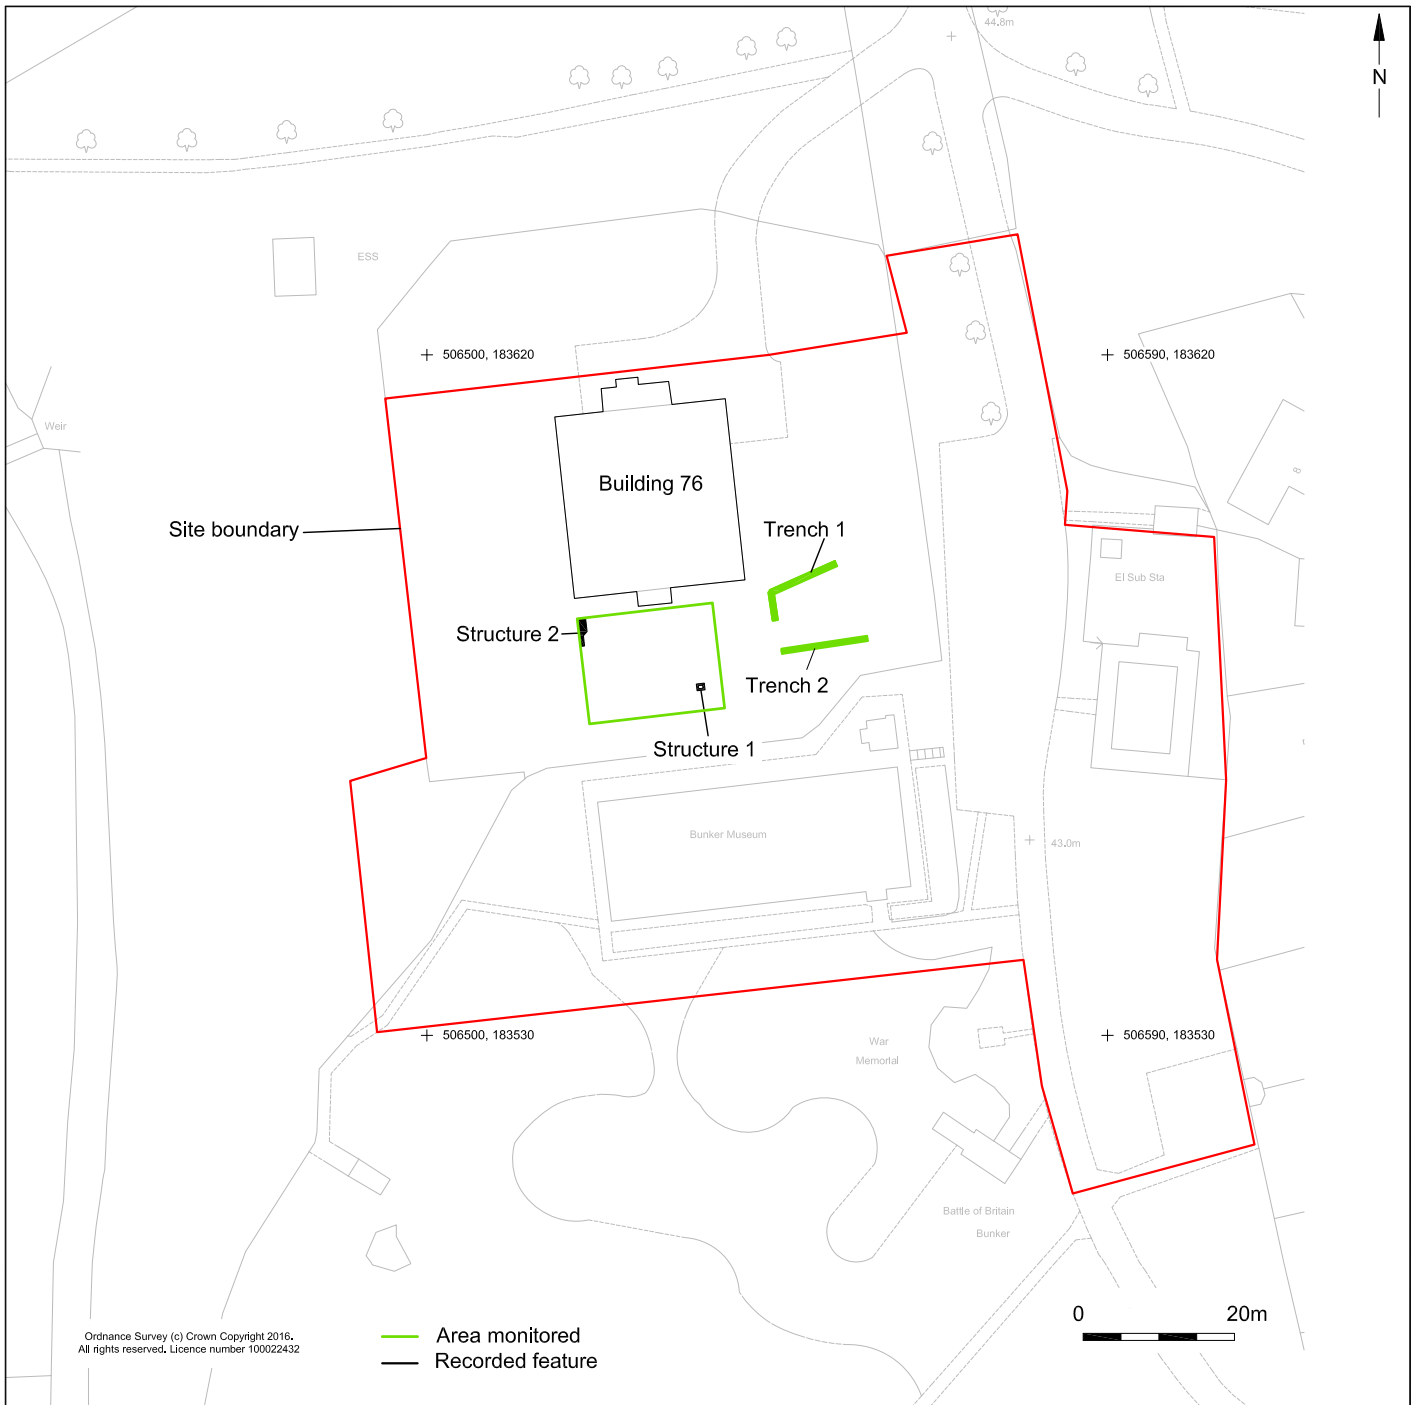 44.8m
N
ESS
506500, 183620
506590, 183620
Weir
8
Building 76
Site boundary
Trench 1
El Sub Sta
Structure 2
Trench 2
Structure 1
Bunker Museum
43.0m
506500, 183530
506590, 183530
War
Memorial
Battle of Britain
Bunker
0 20m
Ordnance Survey (c) Crown Copyright 2016.
All rights reserved. Licence number 100022432
Area monitored
Recorded feature